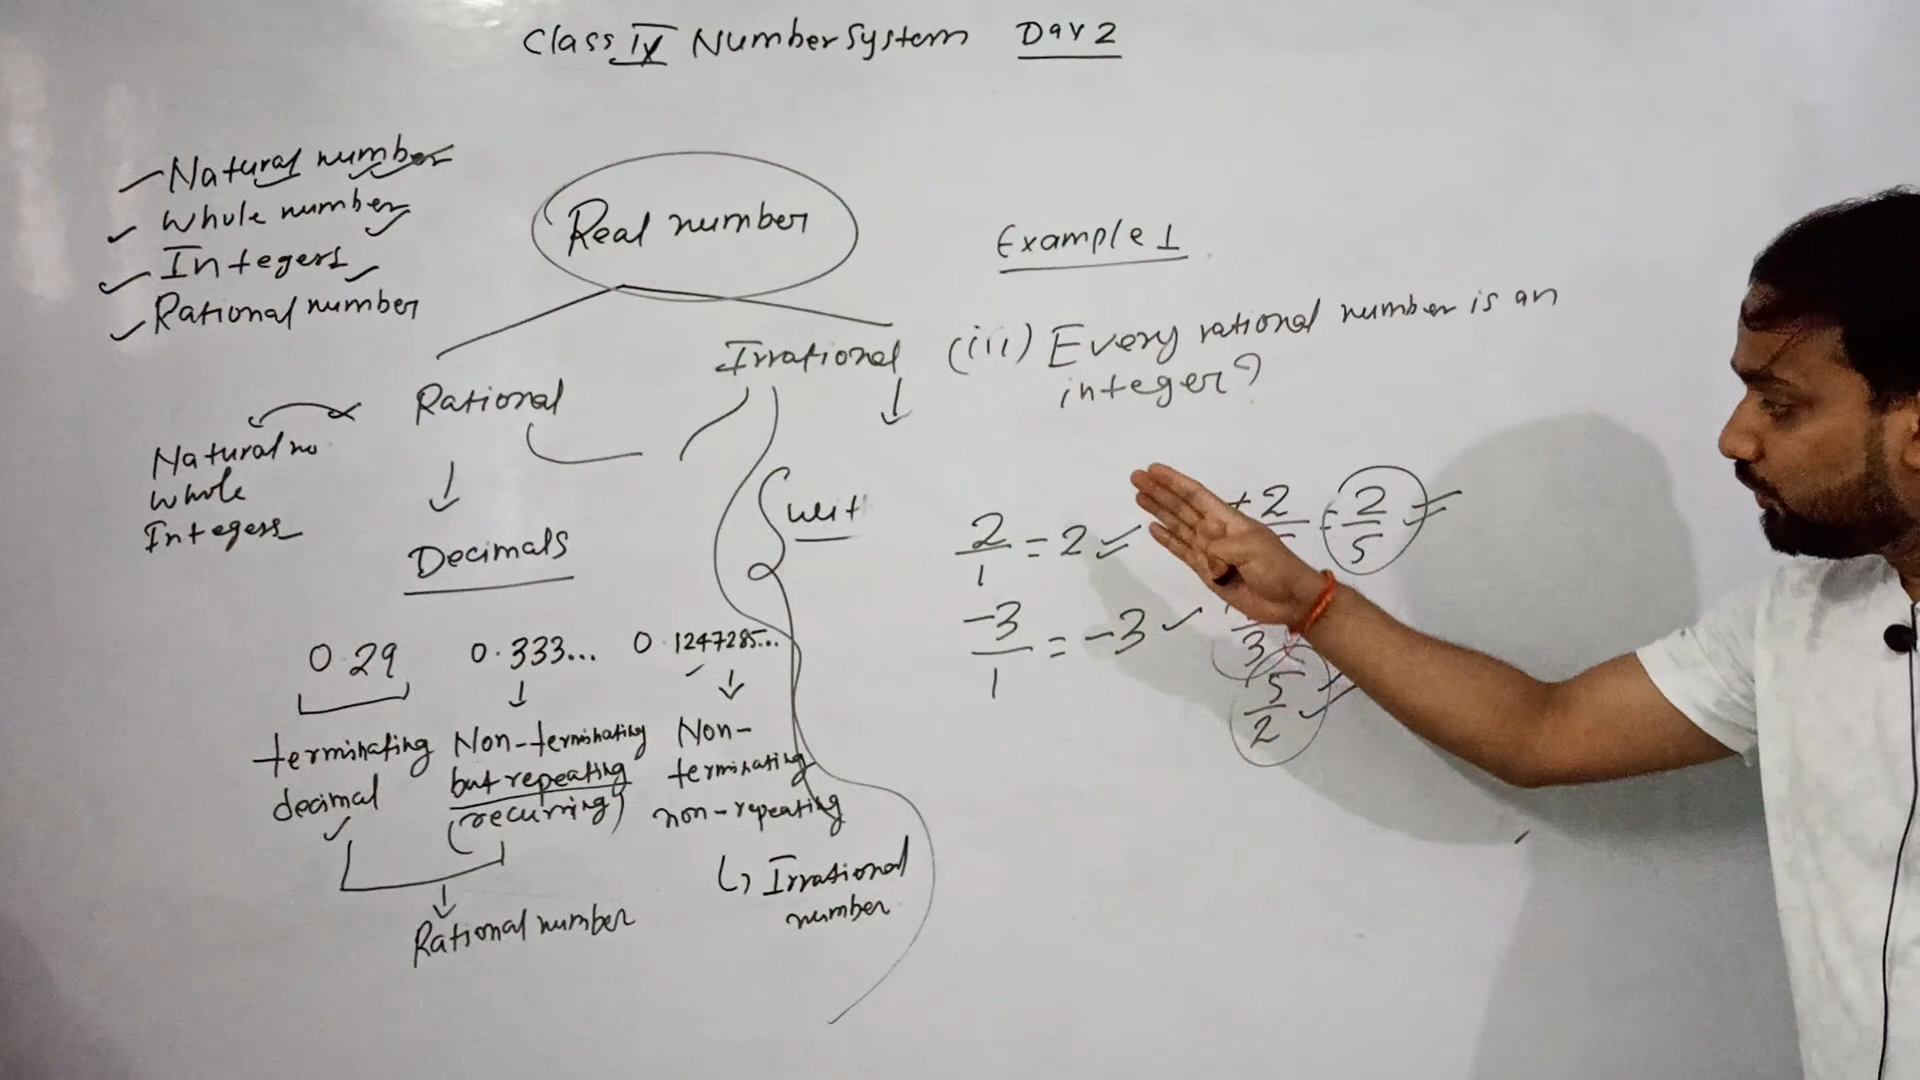 Class IX Number System Day 2
Natural number
Whole number
Integers
Rational number
Real number
Rational
Irrational
Natural no
Whole
Integers
Decimals
0.29
0.333...
0.1247285...
terminating
decimal
Non-terminating
but repeating
(recurring)
Non-
terminating
non-repeating
Rational number
Irrational
number
Example 1
(iii) Every rational number is an
integer?
2/1 = 2
-3/1 = -3
2/5
5/2